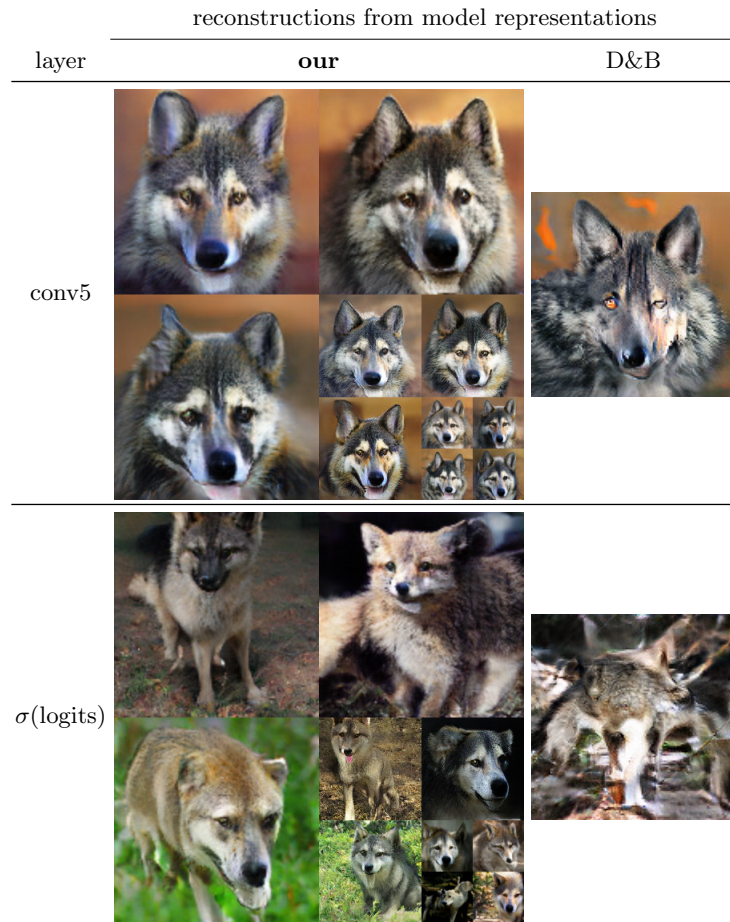 reconstructions from model representations
layer our D&B
conv5
σ(logits)